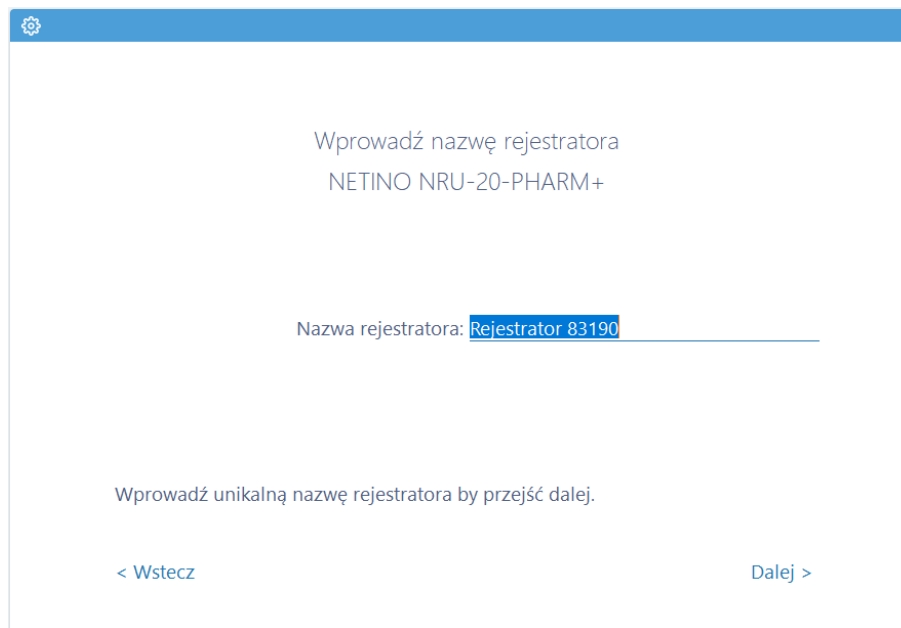 Wprowadź nazwę rejestratora
NETINO NRU-20-PHARM+
Nazwa rejestratora: Rejestrator 83190
Wprowadź unikalną nazwę rejestratora by przejść dalej.
< Wstecz Dalej >